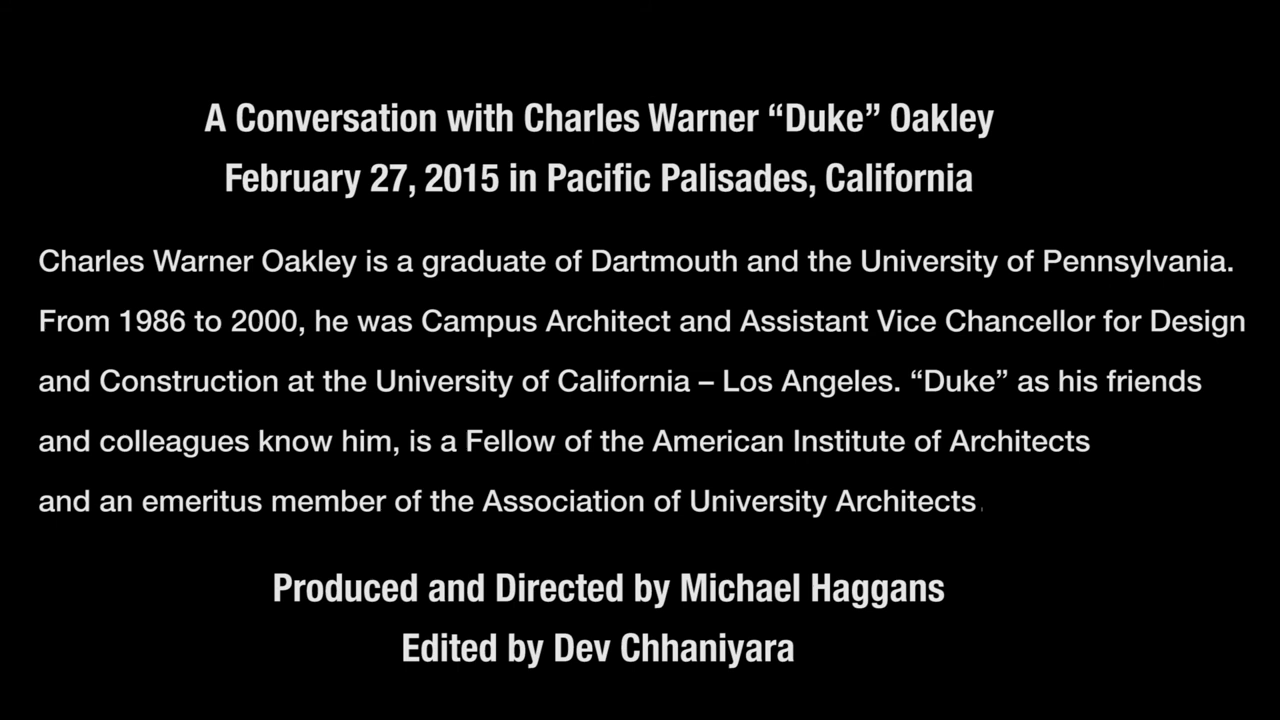 A Conversation with Charles Warner “Duke” Oakley
February 27, 2015 in Pacific Palisades, California
Charles Warner Oakley is a graduate of Dartmouth and the University of Pennsylvania.
From 1986 to 2000, he was Campus Architect and Assistant Vice Chancellor for Design
and Construction at the University of California – Los Angeles. “Duke” as his friends
and colleagues know him, is a Fellow of the American Institute of Architects
and an emeritus member of the Association of University Architects.
Produced and Directed by Michael Haggans
Edited by Dev Chhaniyara